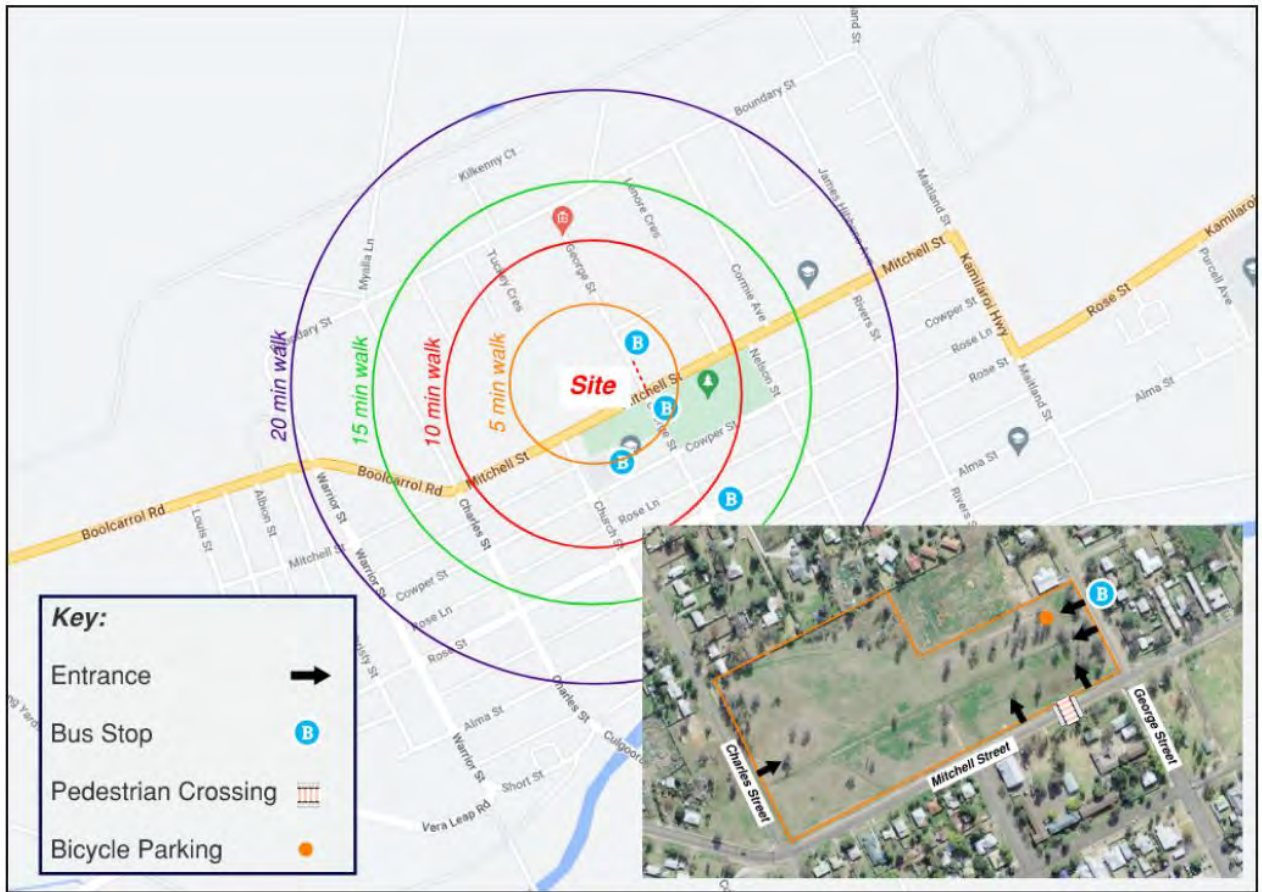 Boundary St
Maitland St
Kilkenny Ct
Lenore Cres
James Hibbens Ave
Myalla Ln
George St
Tuckey Cres
Cormie Ave
Mitchell St
Kamilaroi
Purcell Ave
Kamilaroi Hwy
Rose St
Rivers St
Cowper St
Rose Ln
Rose St
20 min walk
15 min walk
10 min walk
5 min walk
B
Site
Nelson St
Maitland St
Alma St
B
Cowper St
B
Mitchell St
Boolcarrol Rd
Boolcarrol Rd
Alma St
B
Rose Ln
Charles St
Church St
Rivers St
Louis St
Albion St
Warrior St
Mitchell St
Warrior St
Cowper St
Rose Ln
Rose St
Alma St
Charles St
Warrior St
Short St
Vera Leap Rd
Key:
Entrance
Bus Stop
B
Pedestrian Crossing
Bicycle Parking
B
George Street
Mitchell Street
Charles Street